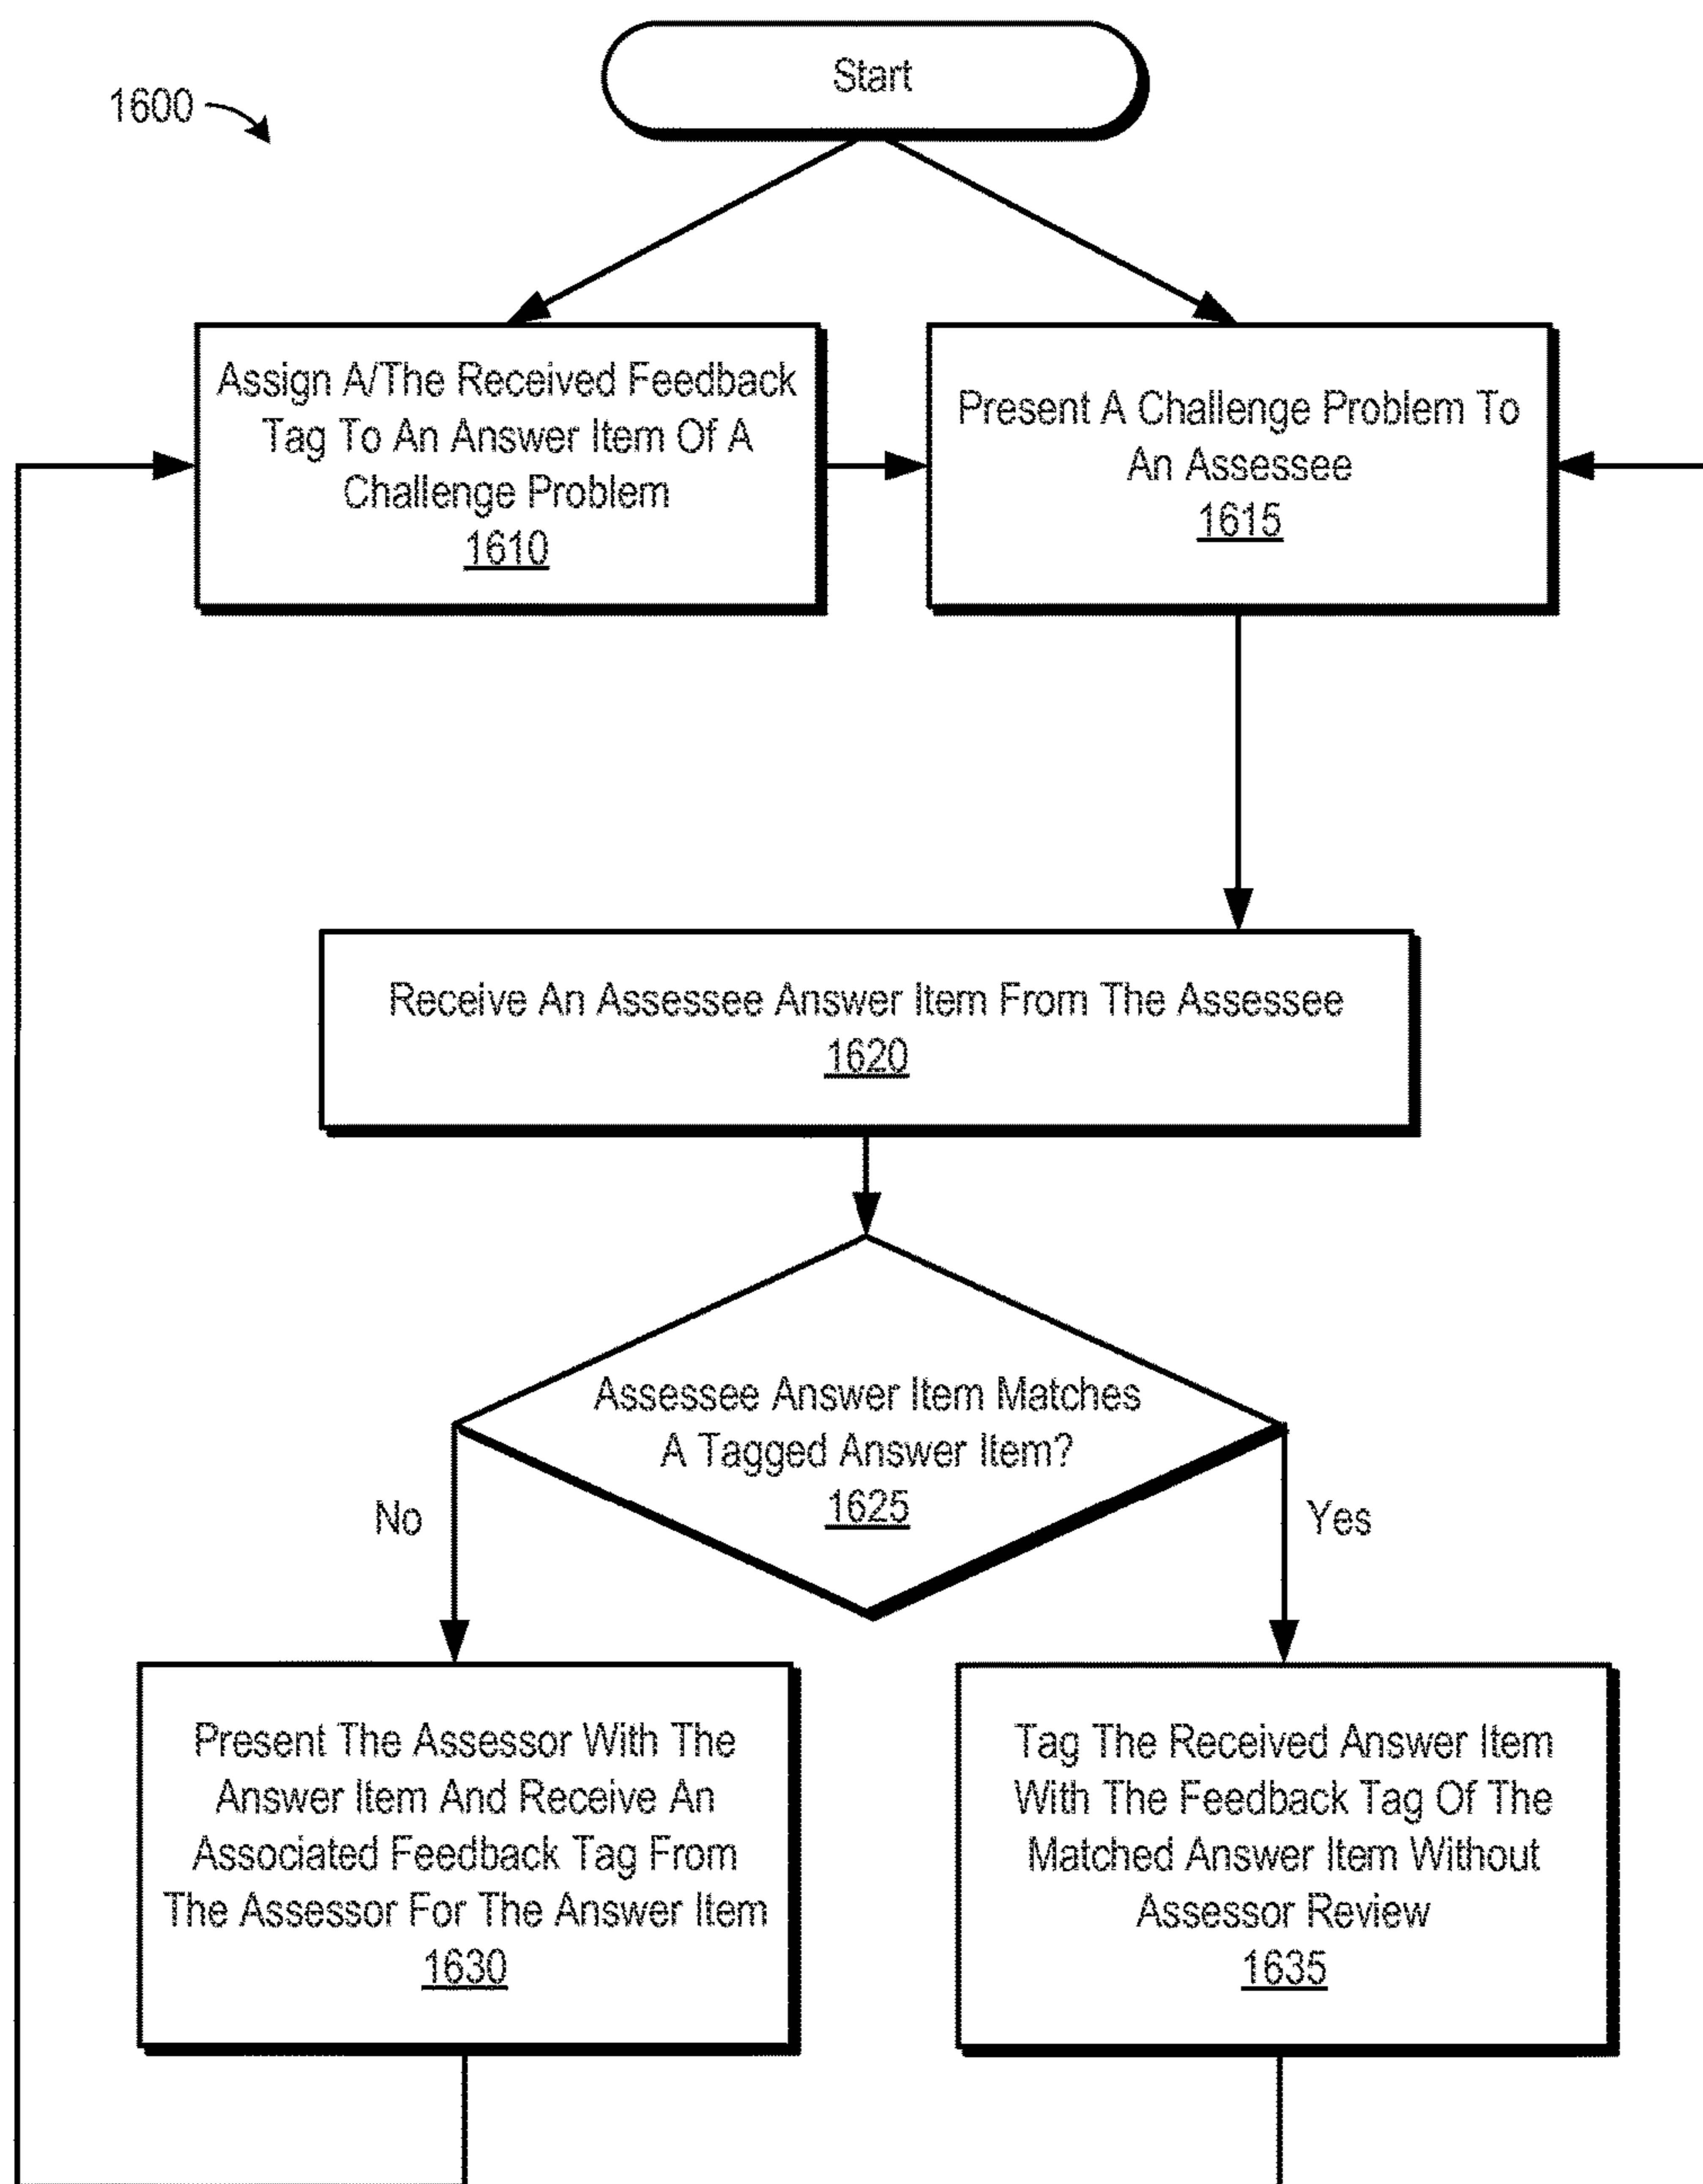 1600
Start
Assign A/The Received Feedback
Tag To An Answer Item Of A
Challenge Problem
1610
Present A Challenge Problem To
An Assessee
1615
Receive An Assessee Answer Item From The Assessee
1620
Assessee Answer Item Matches
A Tagged Answer Item?
1625
No
Yes
Present The Assessor With The
Answer Item And Receive An
Associated Feedback Tag From
The Assessor For The Answer Item
1630
Tag The Received Answer Item
With The Feedback Tag Of The
Matched Answer Item Without
Assessor Review
1635